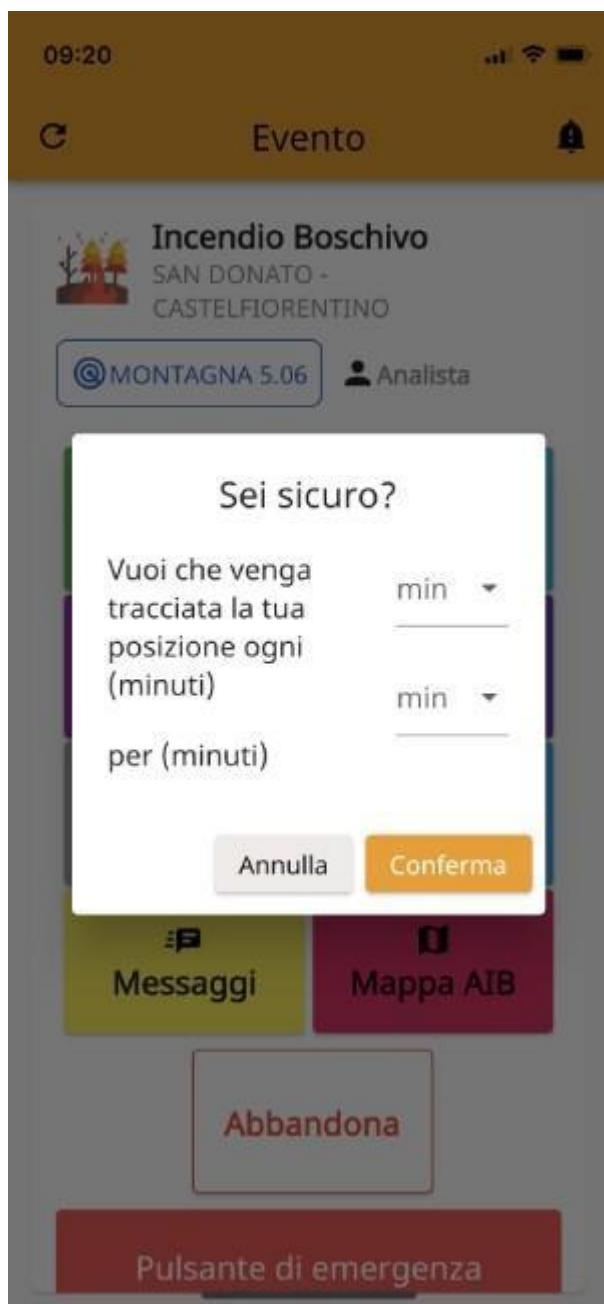 09:20
Evento
Incendio Boschivo
SAN DONATO -
CASTELFIORENTINO
MONTAGNA 5.06
Analista
Sei sicuro?
Vuoi che venga
tracciata la tua
posizione ogni
(minuti)
min
per (minuti)
min
Annulla
Conferma
Messaggi
Mappa AIB
Abbandona
Pulsante di emergenza